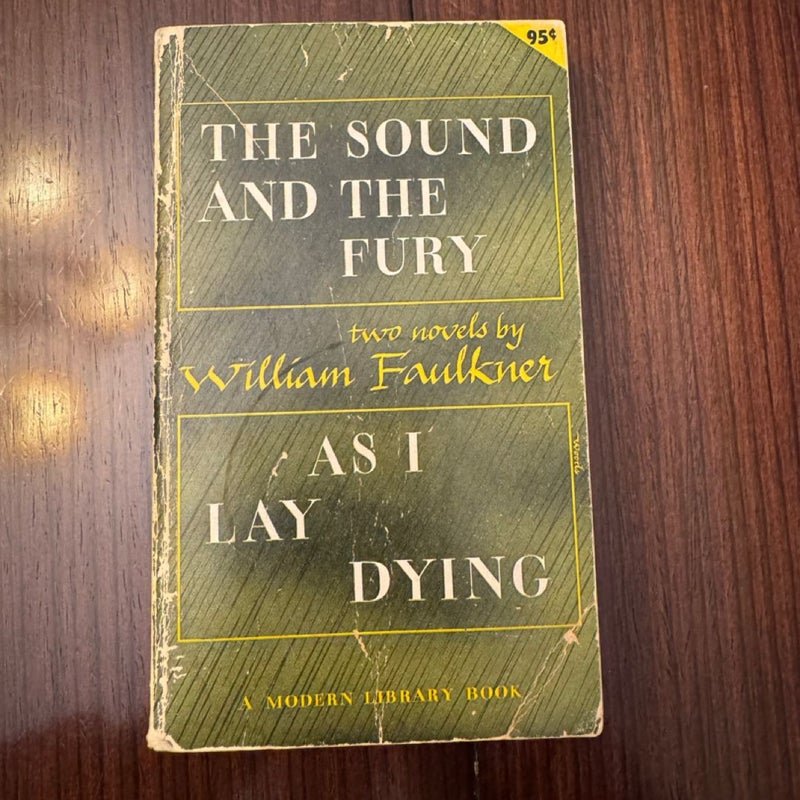 95¢
THE SOUND
AND THE
FURY
two novels by
William Faulkner
AS I
LAY
DYING
A MODERN LIBRARY BOOK